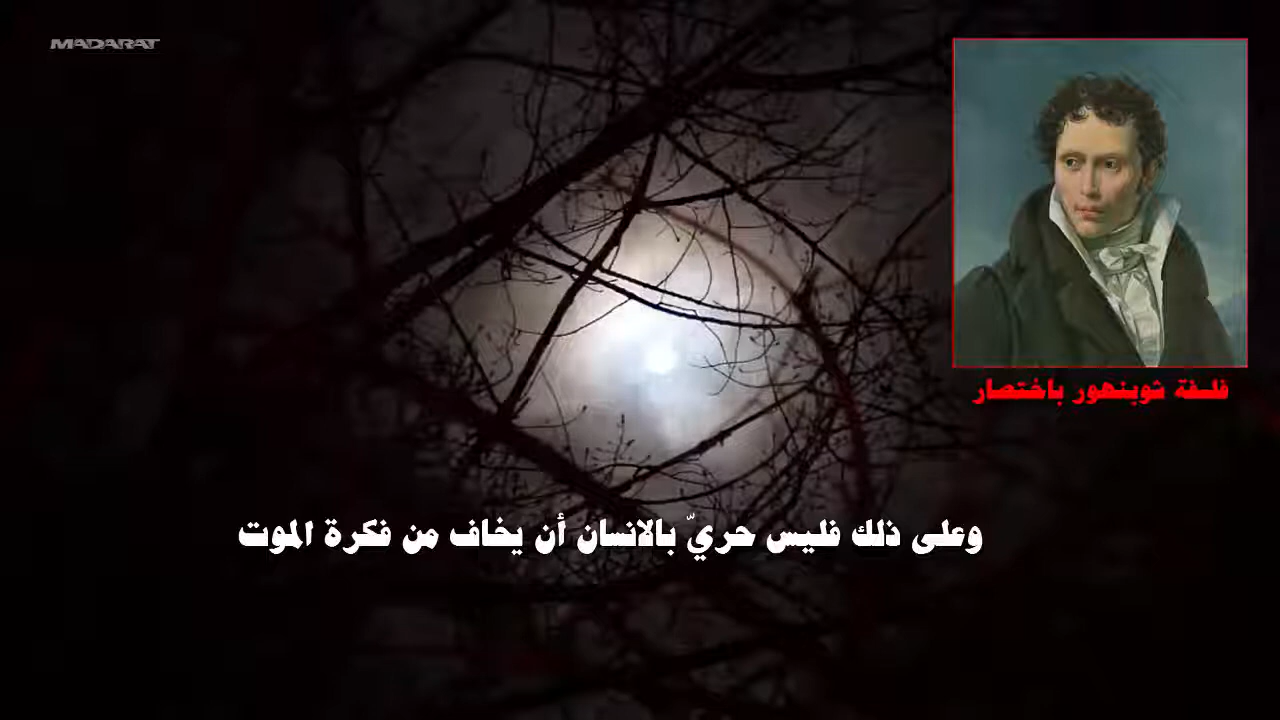 MADARAT
فلسفة شوبنهور باختصار
وعلى ذلك فليس حريّ بالانسان أن يخاف من فكرة الموت